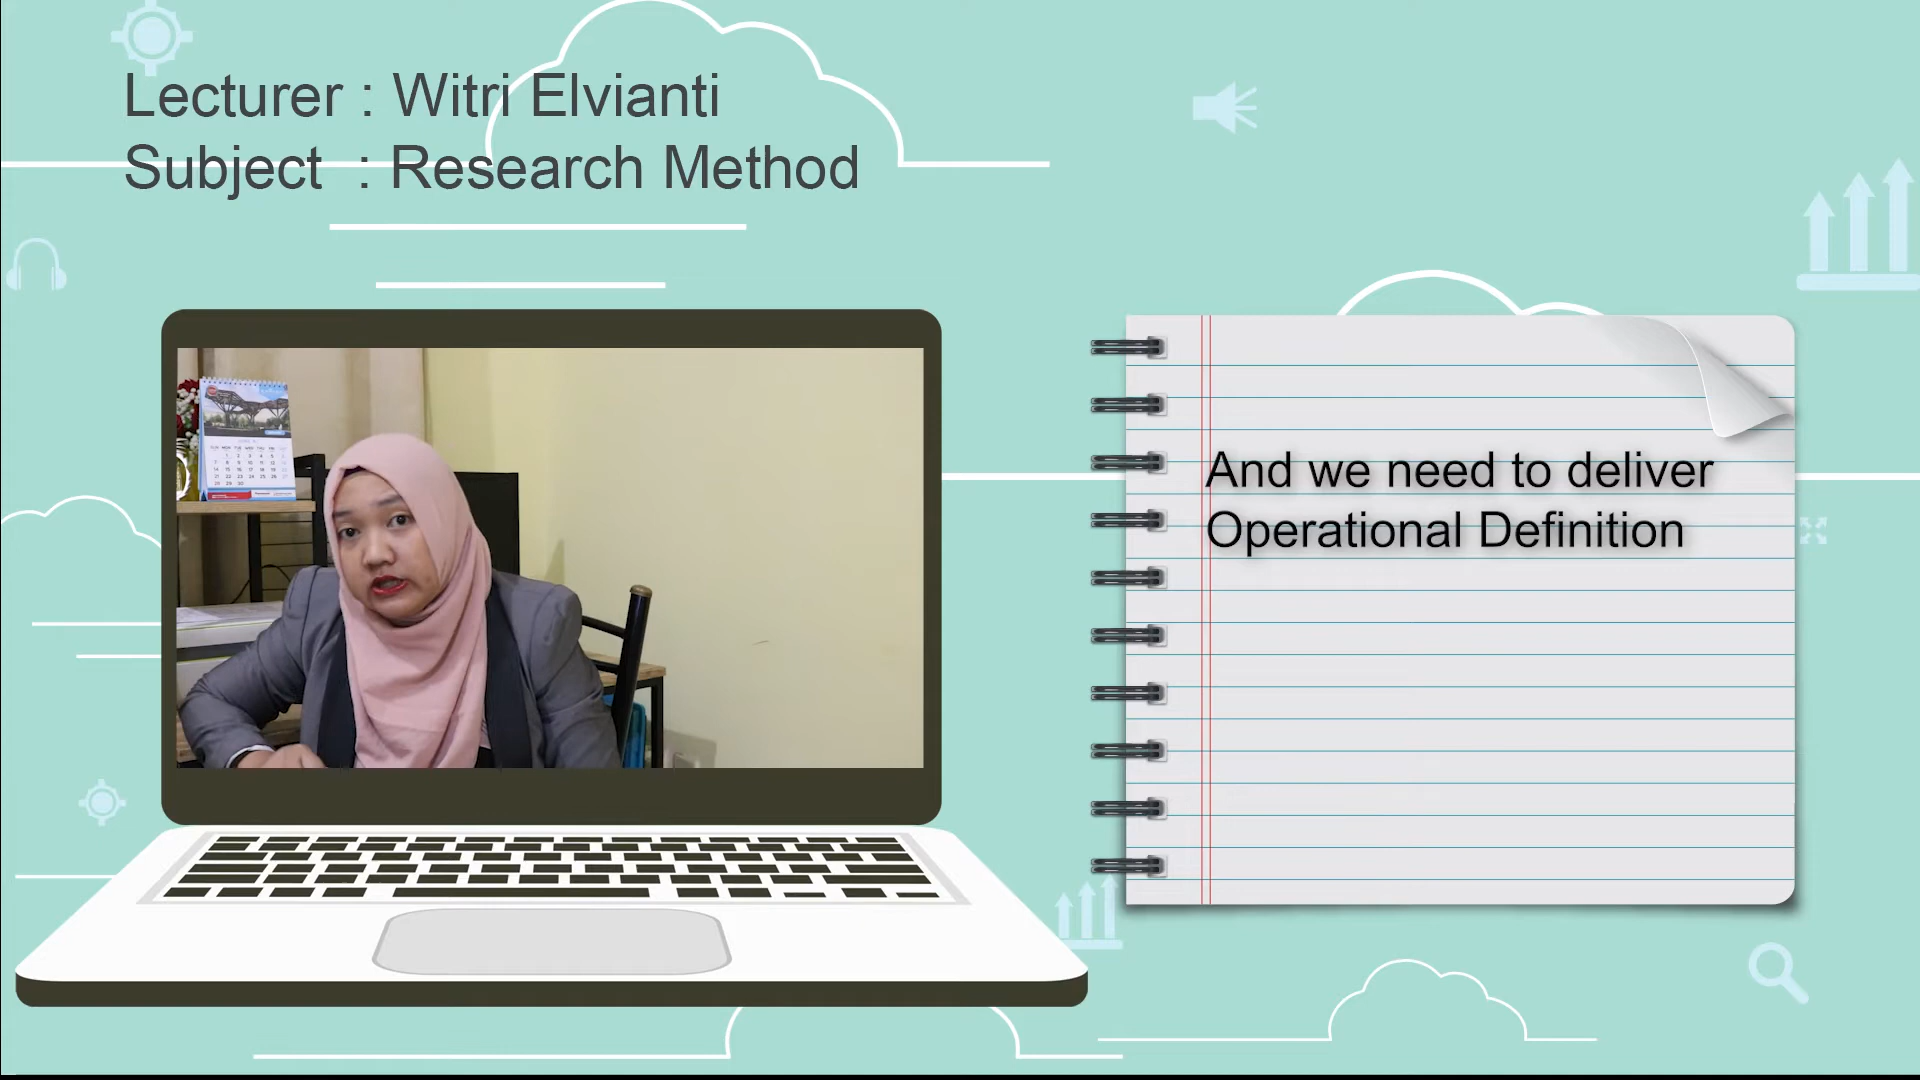 Lecturer : Witri Elvianti
Subject : Research Method
And we need to deliver
Operational Definition